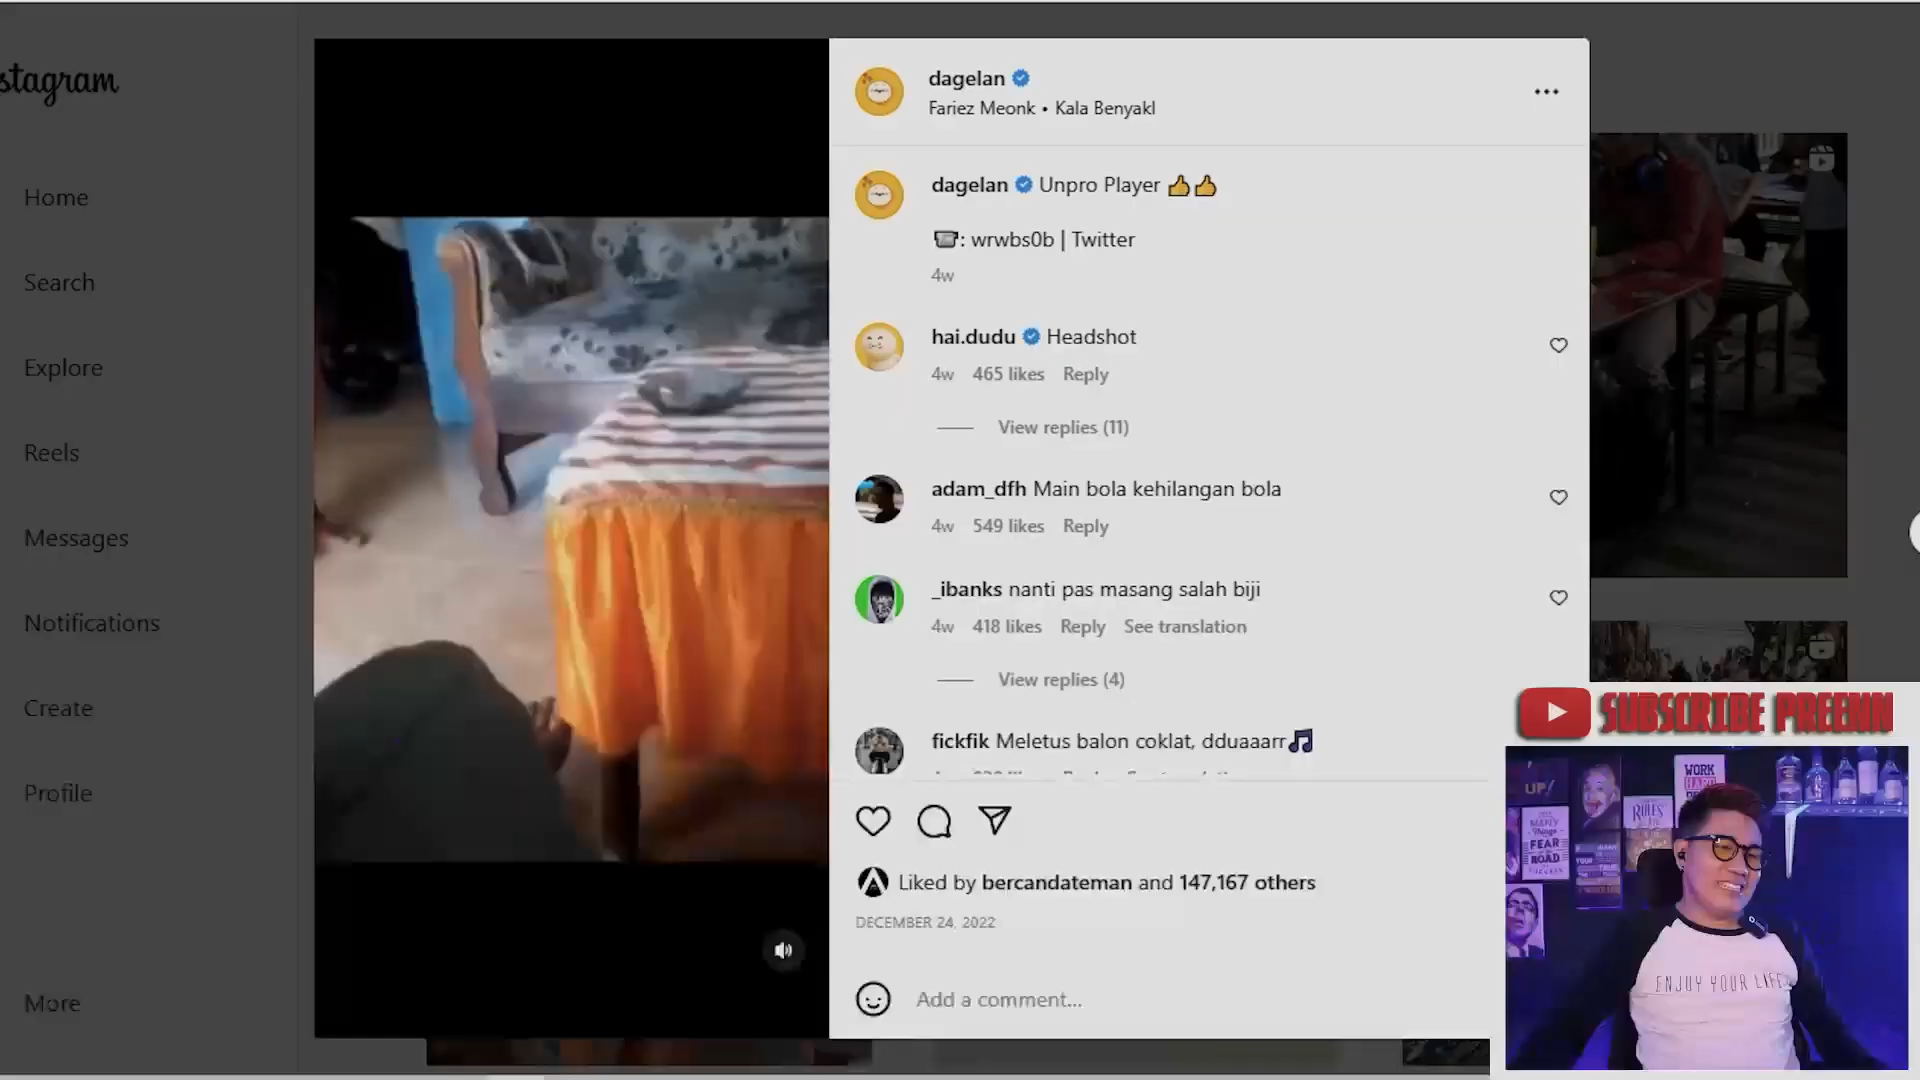 stagram
Home
Search
Explore
Reels
Messages
Notifications
Create
Profile
More
dagelan
Fariez Meonk • Kala Benyakl
dagelan Unpro Player 👍👍
📹: wrwbs0b | Twitter
4w
hai.dudu Headshot
4w 465 likes Reply
View replies (11)
adam_dfh Main bola kehilangan bola
4w 549 likes Reply
_ibanks nanti pas masang salah biji
4w 418 likes Reply See translation
View replies (4)
fickfik Meletus balon coklat, dduaaarr🎵
Liked by bercandateman and 147,167 others
DECEMBER 24, 2022
Add a comment...
SUBSCRIBE PREENN
UP!
WORK
HARD
RULES
FEAR
ROAD
ENJOY YOUR LIFE